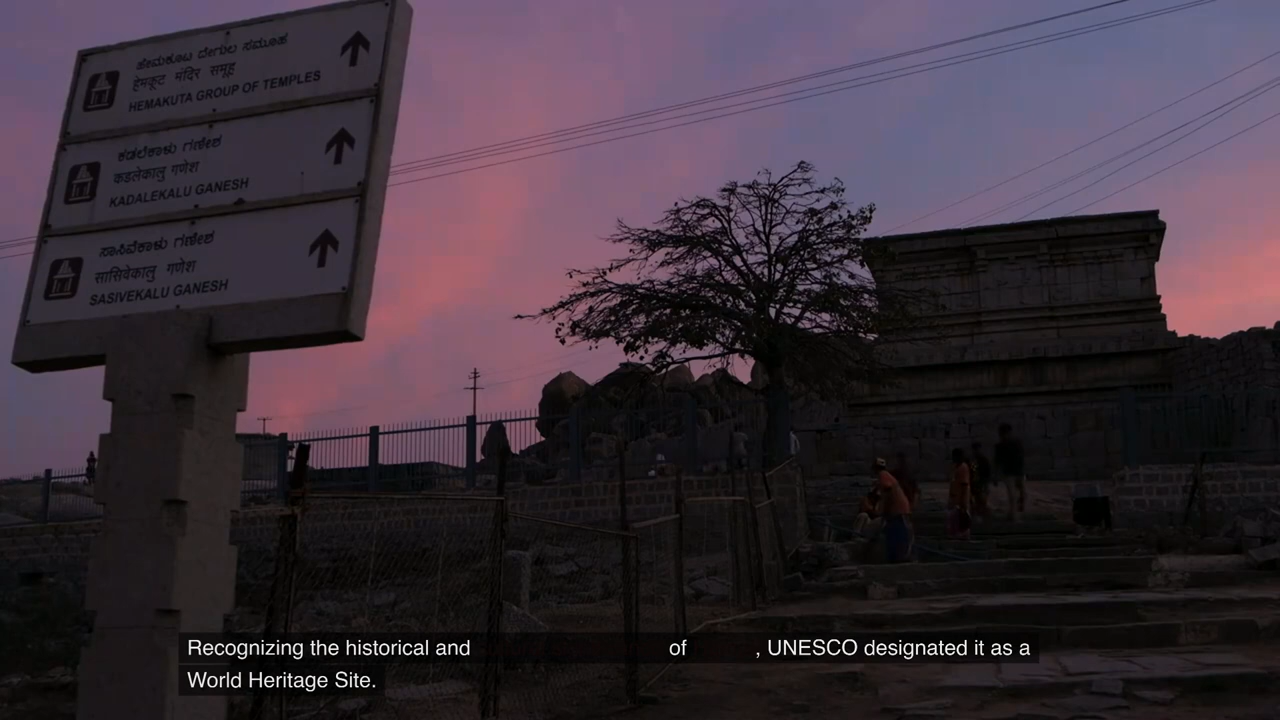 ಹೇಮಕೂಟ ದೇಗುಲ ಸಮೂಹ
हेमकूट मंदिर समूह
HEMAKUTA GROUP OF TEMPLES
ಕಡಲೆಕಾಳು ಗಣೇಶ
कडलेकालु गणेश
KADALEKALU GANESH
ಸಾಸಿವೆಕಾಳು ಗಣೇಶ
सासिवेकालु गणेश
SASIVEKALU GANESH
Recognizing the historical and of , UNESCO designated it as a
World Heritage Site.